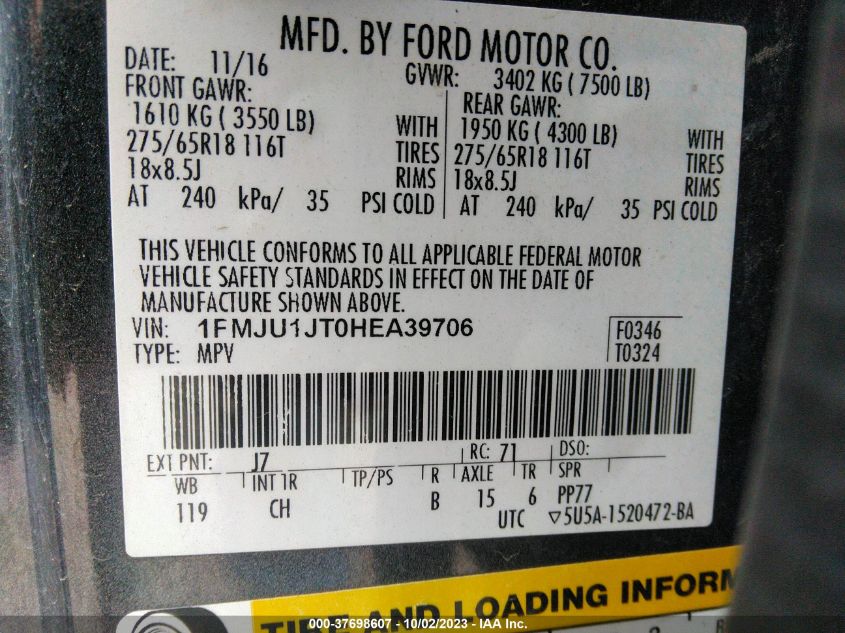 MFD. BY FORD MOTOR CO.
DATE: 11/16 GVWR: 3402 KG ( 7500 LB)
FRONT GAWR: REAR GAWR:
1610 KG ( 3550 LB) WITH 1950 KG ( 4300 LB) WITH
275/65R18 116T TIRES 275/65R18 116T TIRES
18x8.5J RIMS 18x8.5J RIMS
AT 240 kPa/ 35 PSI COLD AT 240 kPa/ 35 PSI COLD
THIS VEHICLE CONFORMS TO ALL APPLICABLE FEDERAL MOTOR
VEHICLE SAFETY STANDARDS IN EFFECT ON THE DATE OF
MANUFACTURE SHOWN ABOVE.
VIN: 1FMJU1JT0HEA39706 F0346
TYPE: MPV T0324
EXT PNT: J7 RC: 71 DSO:
WB INT TR TP/PS R AXLE TR SPR
119 CH B 15 6 PP77
UTC ▽5U5A-1520472-BA
TIRE AND LOADING INFORM
000-37698607 - 10/02/2023 - IAA Inc.